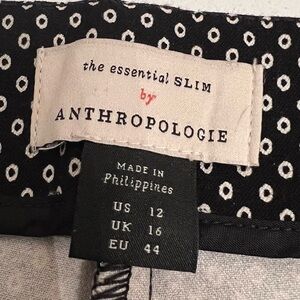 the essential SLIM
by
ANTHROPOLOGIE
MADE IN
Philippines
US 12
UK 16
EU 44